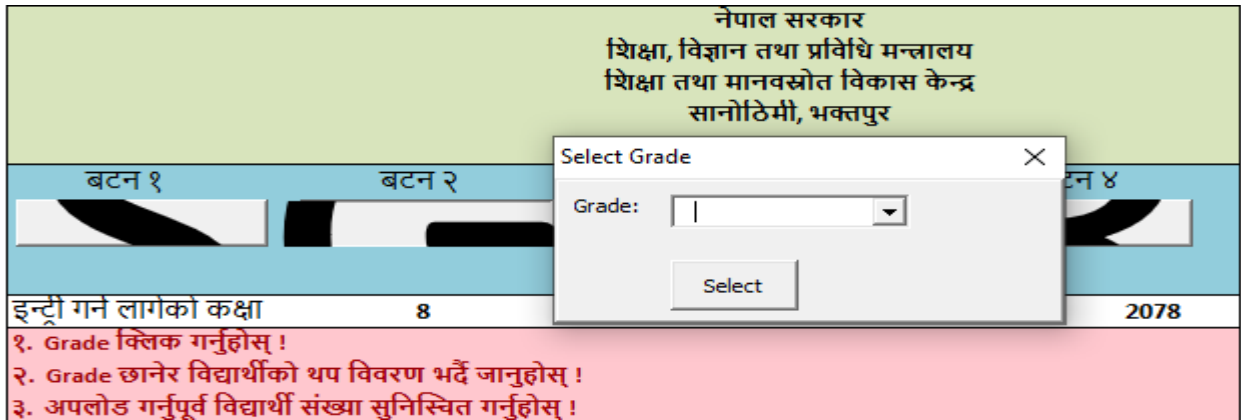 नेपाल सरकार
शिक्षा, विज्ञान तथा प्रविधि मन्त्रालय
शिक्षा तथा मानवस्रोत विकास केन्द्र
सानोठिमी, भक्तपुर
Select Grade
बटन १ बटन २ टन ४
Grade:
Select
इन्ट्री गर्न लागेको कक्षा 8 2078
१. Grade क्लिक गर्नुहोस् !
२. Grade छानेर विद्यार्थीको थप विवरण भर्दै जानुहोस् !
३. अपलोड गर्नुपूर्व विद्यार्थी संख्या सुनिस्चित गर्नुहोस् !